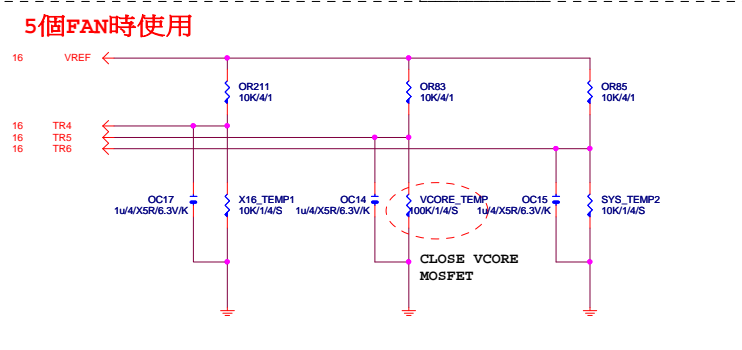 5個FAN時使用
16 VREF
OR211
10K/4/1
OR83
10K/4/1
OR85
10K/4/1
16 TR4
16 TR5
16 TR6
OC17
1u/4/X5R/6.3V/K
X16_TEMP1
10K/1/4/S
OC14
1u/4/X5R/6.3V/K
VCORE_TEMP
100K/1/4/S
OC15
1u/4/X5R/6.3V/K
SYS_TEMP2
10K/1/4/S
CLOSE VCORE
MOSFET